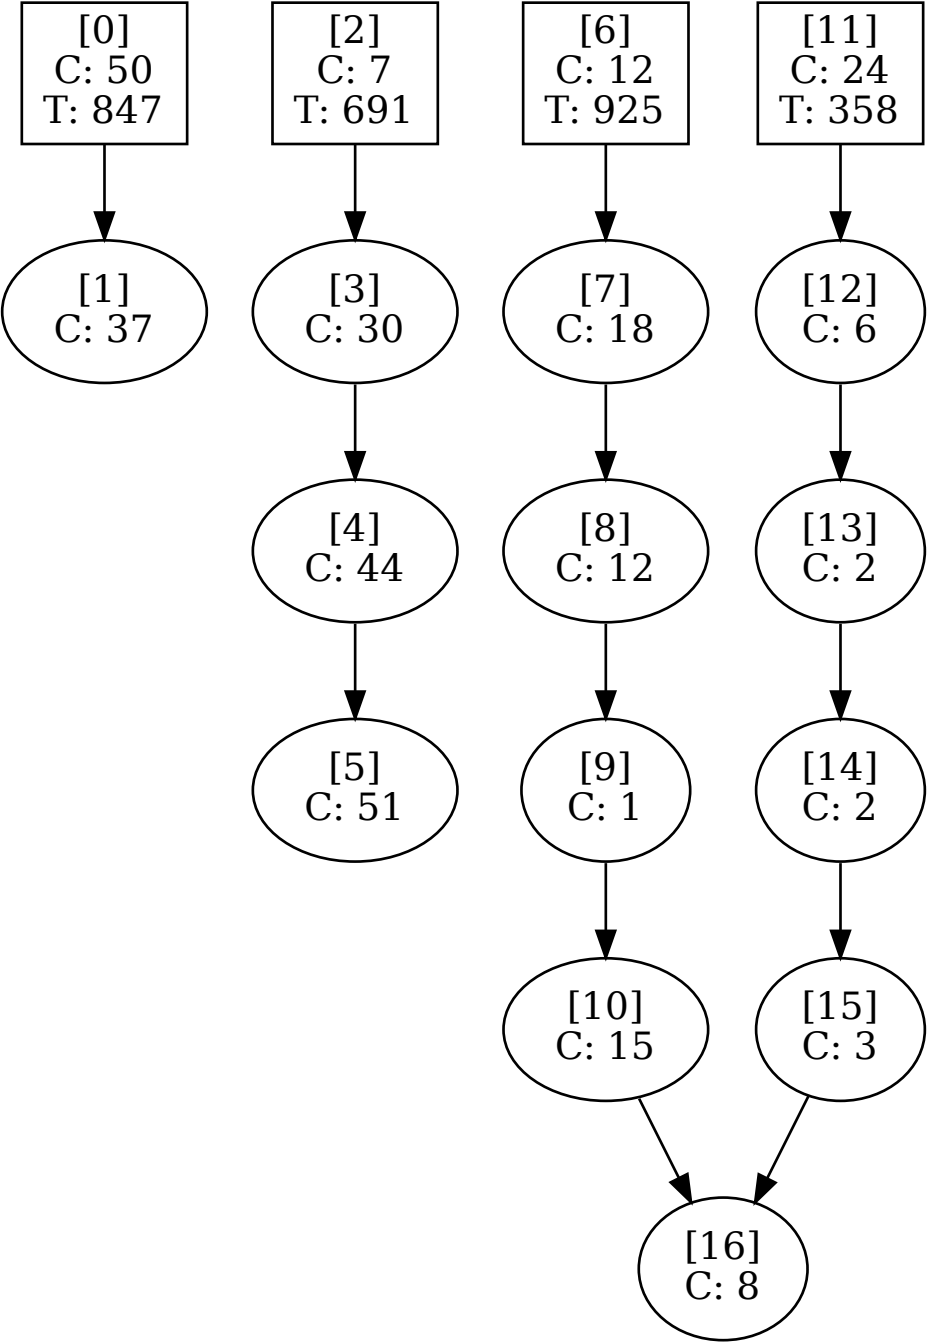 [0]
C: 50
T: 847
[2]
C: 7
T: 691
[6]
C: 12
T: 925
[11]
C: 24
T: 358
[1]
C: 37
[3]
C: 30
[7]
C: 18
[12]
C: 6
[4]
C: 44
[8]
C: 12
[13]
C: 2
[5]
C: 51
[9]
C: 1
[14]
C: 2
[10]
C: 15
[15]
C: 3
[16]
C: 8